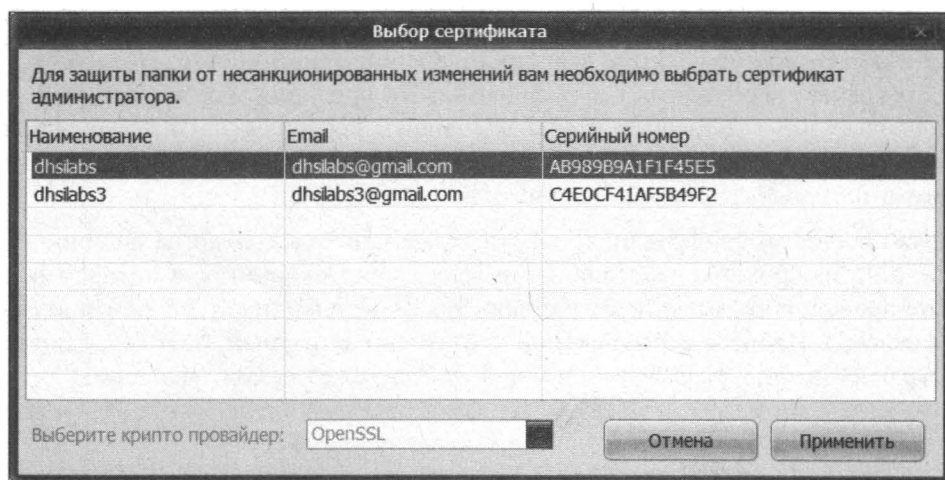 Выбор сертификата
Для защиты папки от несанкционированных изменений вам необходимо выбрать сертификат
администратора.
Наименование Email Серийный номер
dhsilabs dhsilabs@gmail.com AB989B9A1F1F45E5
dhsilabs3 dhsilabs3@gmail.com C4E0CF41AF5B49F2
Выберите крипто провайдер: OpenSSL Отмена Применить